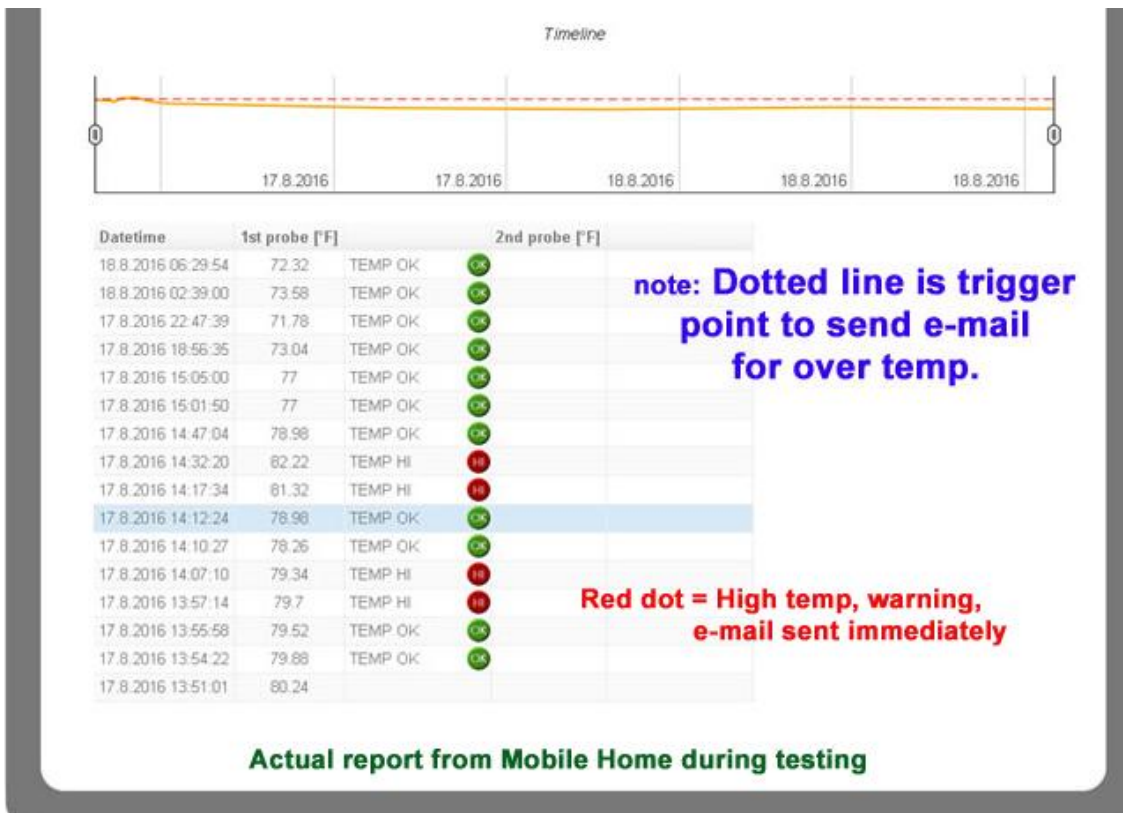 Timeline
17.8.2016 17.8.2016 18.8.2016 18.8.2016 18.8.2016
Datetime 1st probe [°F] 2nd probe [°F]
18.8.2016 06:29:54 72.32 TEMP OK OK
18.8.2016 02:39:00 73.58 TEMP OK OK
17.8.2016 22:47:39 71.78 TEMP OK OK
17.8.2016 18:56:35 73.04 TEMP OK OK
17.8.2016 15:05:00 77 TEMP OK OK
17.8.2016 15:01:50 77 TEMP OK OK
17.8.2016 14:47:04 78.98 TEMP OK OK
17.8.2016 14:32:20 82.22 TEMP HI HI
17.8.2016 14:17:34 81.32 TEMP HI HI
17.8.2016 14:12:24 78.98 TEMP OK OK
17.8.2016 14:10:27 78.26 TEMP OK OK
17.8.2016 14:07:10 79.34 TEMP HI HI
17.8.2016 13:57:14 79.7 TEMP HI HI
17.8.2016 13:55:58 79.52 TEMP OK OK
17.8.2016 13:54:22 79.88 TEMP OK OK
17.8.2016 13:51:01 80.24
note: Dotted line is trigger
point to send e-mail
for over temp.
Red dot = High temp, warning,
e-mail sent immediately
Actual report from Mobile Home during testing